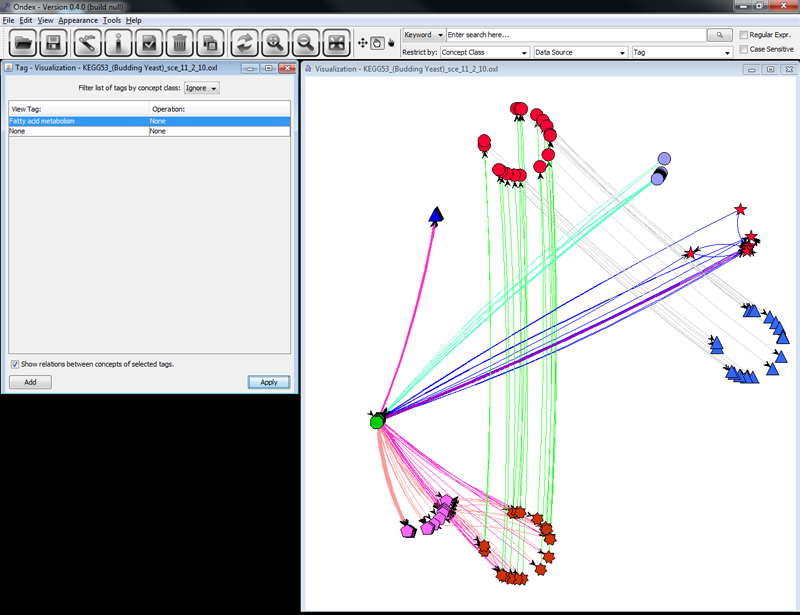 Ondex - Version 0.4.0 (build null)
File Edit View Appearance Tools Help
Keyword Enter search here...
Regular Expr.
Restrict by: Concept Class Data Source Tag
Case Sensitive
Tag - Visualization - KEGG53_(Budding Yeast)_sce_11_2_10.oxl
Filter list of tags by concept class: Ignore
View Tag: Operation:
Fatty acid metabolism None
None None
Show relations between concepts of selected tags.
Add Apply
Visualization - KEGG53_(Budding Yeast)_sce_11_2_10.oxl